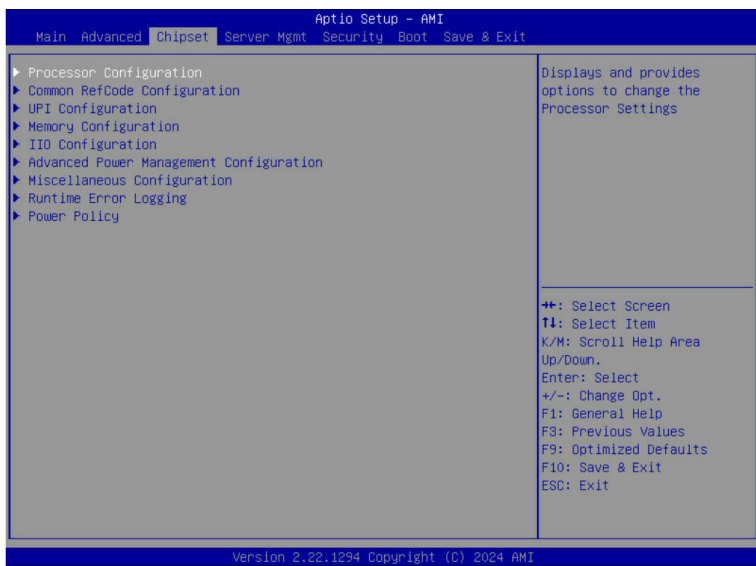 Aptio Setup - AMI
Main Advanced Chipset Server Mgmt Security Boot Save & Exit
Processor Configuration
Common RefCode Configuration
UPI Configuration
Memory Configuration
IIO Configuration
Advanced Power Management Configuration
Miscellaneous Configuration
Runtime Error Logging
Power Policy
Displays and provides
options to change the
Processor Settings
→←: Select Screen
↑↓: Select Item
K/M: Scroll Help Area
Up/Down.
Enter: Select
+/-: Change Opt.
F1: General Help
F3: Previous Values
F9: Optimized Defaults
F10: Save & Exit
ESC: Exit
Version 2.22.1294 Copyright (C) 2024 AMI